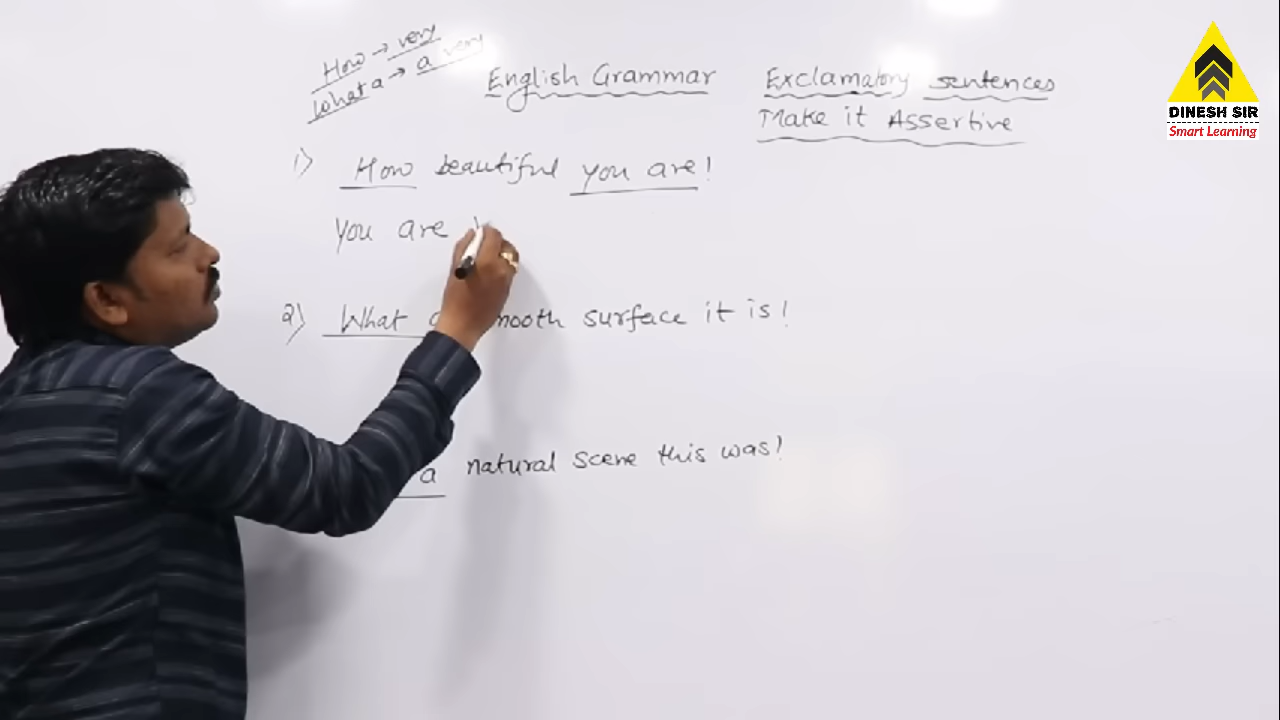 How → very
What a → a very
English Grammar Exclamatory sentences
Make it Assertive
1) How beautiful you are!
you are
2) What smooth surface it is!
a natural scene this was!
DINESH SIR
Smart Learning